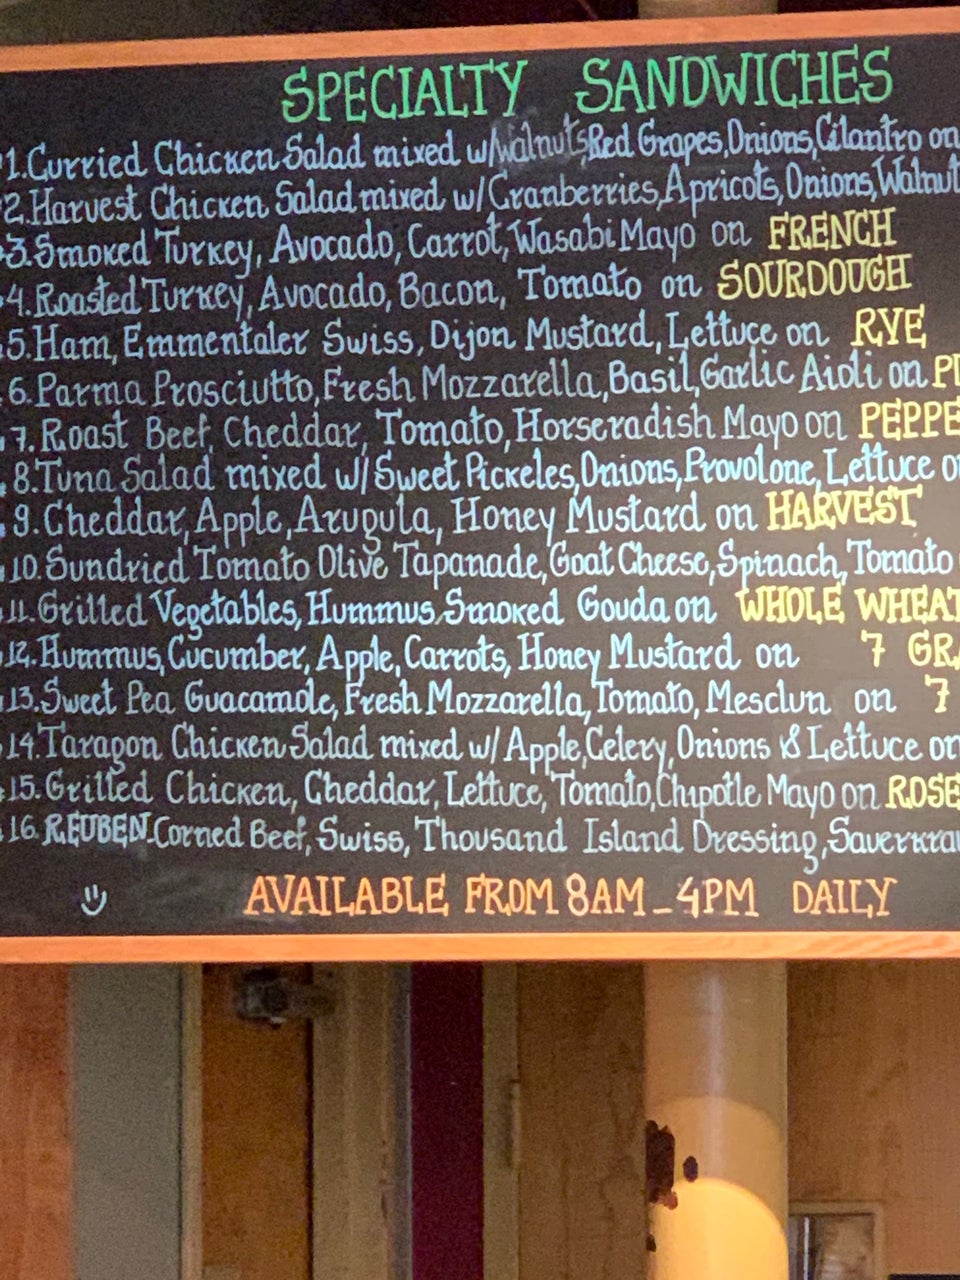 SPECIALTY SANDWICHES
1. Curried Chicken Salad mixed w/walnuts, Red Grapes, Onions, Cilantro on
2. Harvest Chicken Salad mixed w/Cranberries, Apricots, Onions, Walnut
3. Smoked Turkey, Avocado, Carrot, Wasabi Mayo on FRENCH
4. Roasted Turkey, Avocado, Bacon, Tomato on SOURDOUGH
5. Ham, Emmentaler Swiss, Dijon Mustard, Lettuce on RYE
6. Parma Prosciutto, Fresh Mozzarella, Basil, Garlic Aioli on
7. Roast Beef, Cheddar, Tomato, Horseradish Mayo on PEPPE
8. Tuna Salad mixed w/Sweet Pickeles, Onions, Provolone, Lettuce
9. Cheddar, Apple, Arugula, Honey Mustard on HARVEST
10. Sundried Tomato Olive Tapanade, Goat Cheese, Spinach, Tomato
11. Grilled Vegetables, Hummus, Smoked Gouda on WHOLE WHEAT
12. Hummus, Cucumber, Apple, Carrots, Honey Mustard on 7 GRA
13. Sweet Pea Guacamole, Fresh Mozzarella, Tomato, Mesclun on 7
14. Taragon Chicken Salad mixed w/Apple, Celery, Onions & Lettuce on
15. Grilled Chicken, Cheddar, Lettuce, Tomato, Chipotle Mayo on ROSE
16. REUBEN_Corned Beef, Swiss, Thousand Island Dressing, Sauerkrau
AVAILABLE FROM 8AM_4PM DAILY